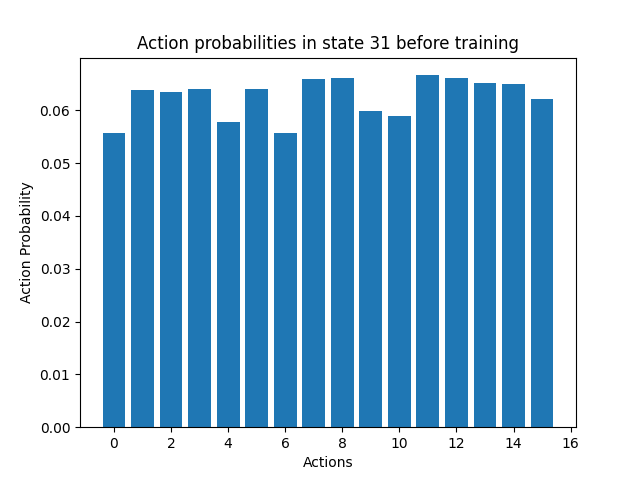 Action probabilities in state 31 before training
0.06
0.05
0.04
0.03
0.02
0.01
0.00
Action Probability
0 2 4 6 8 10 12 14 16
Actions